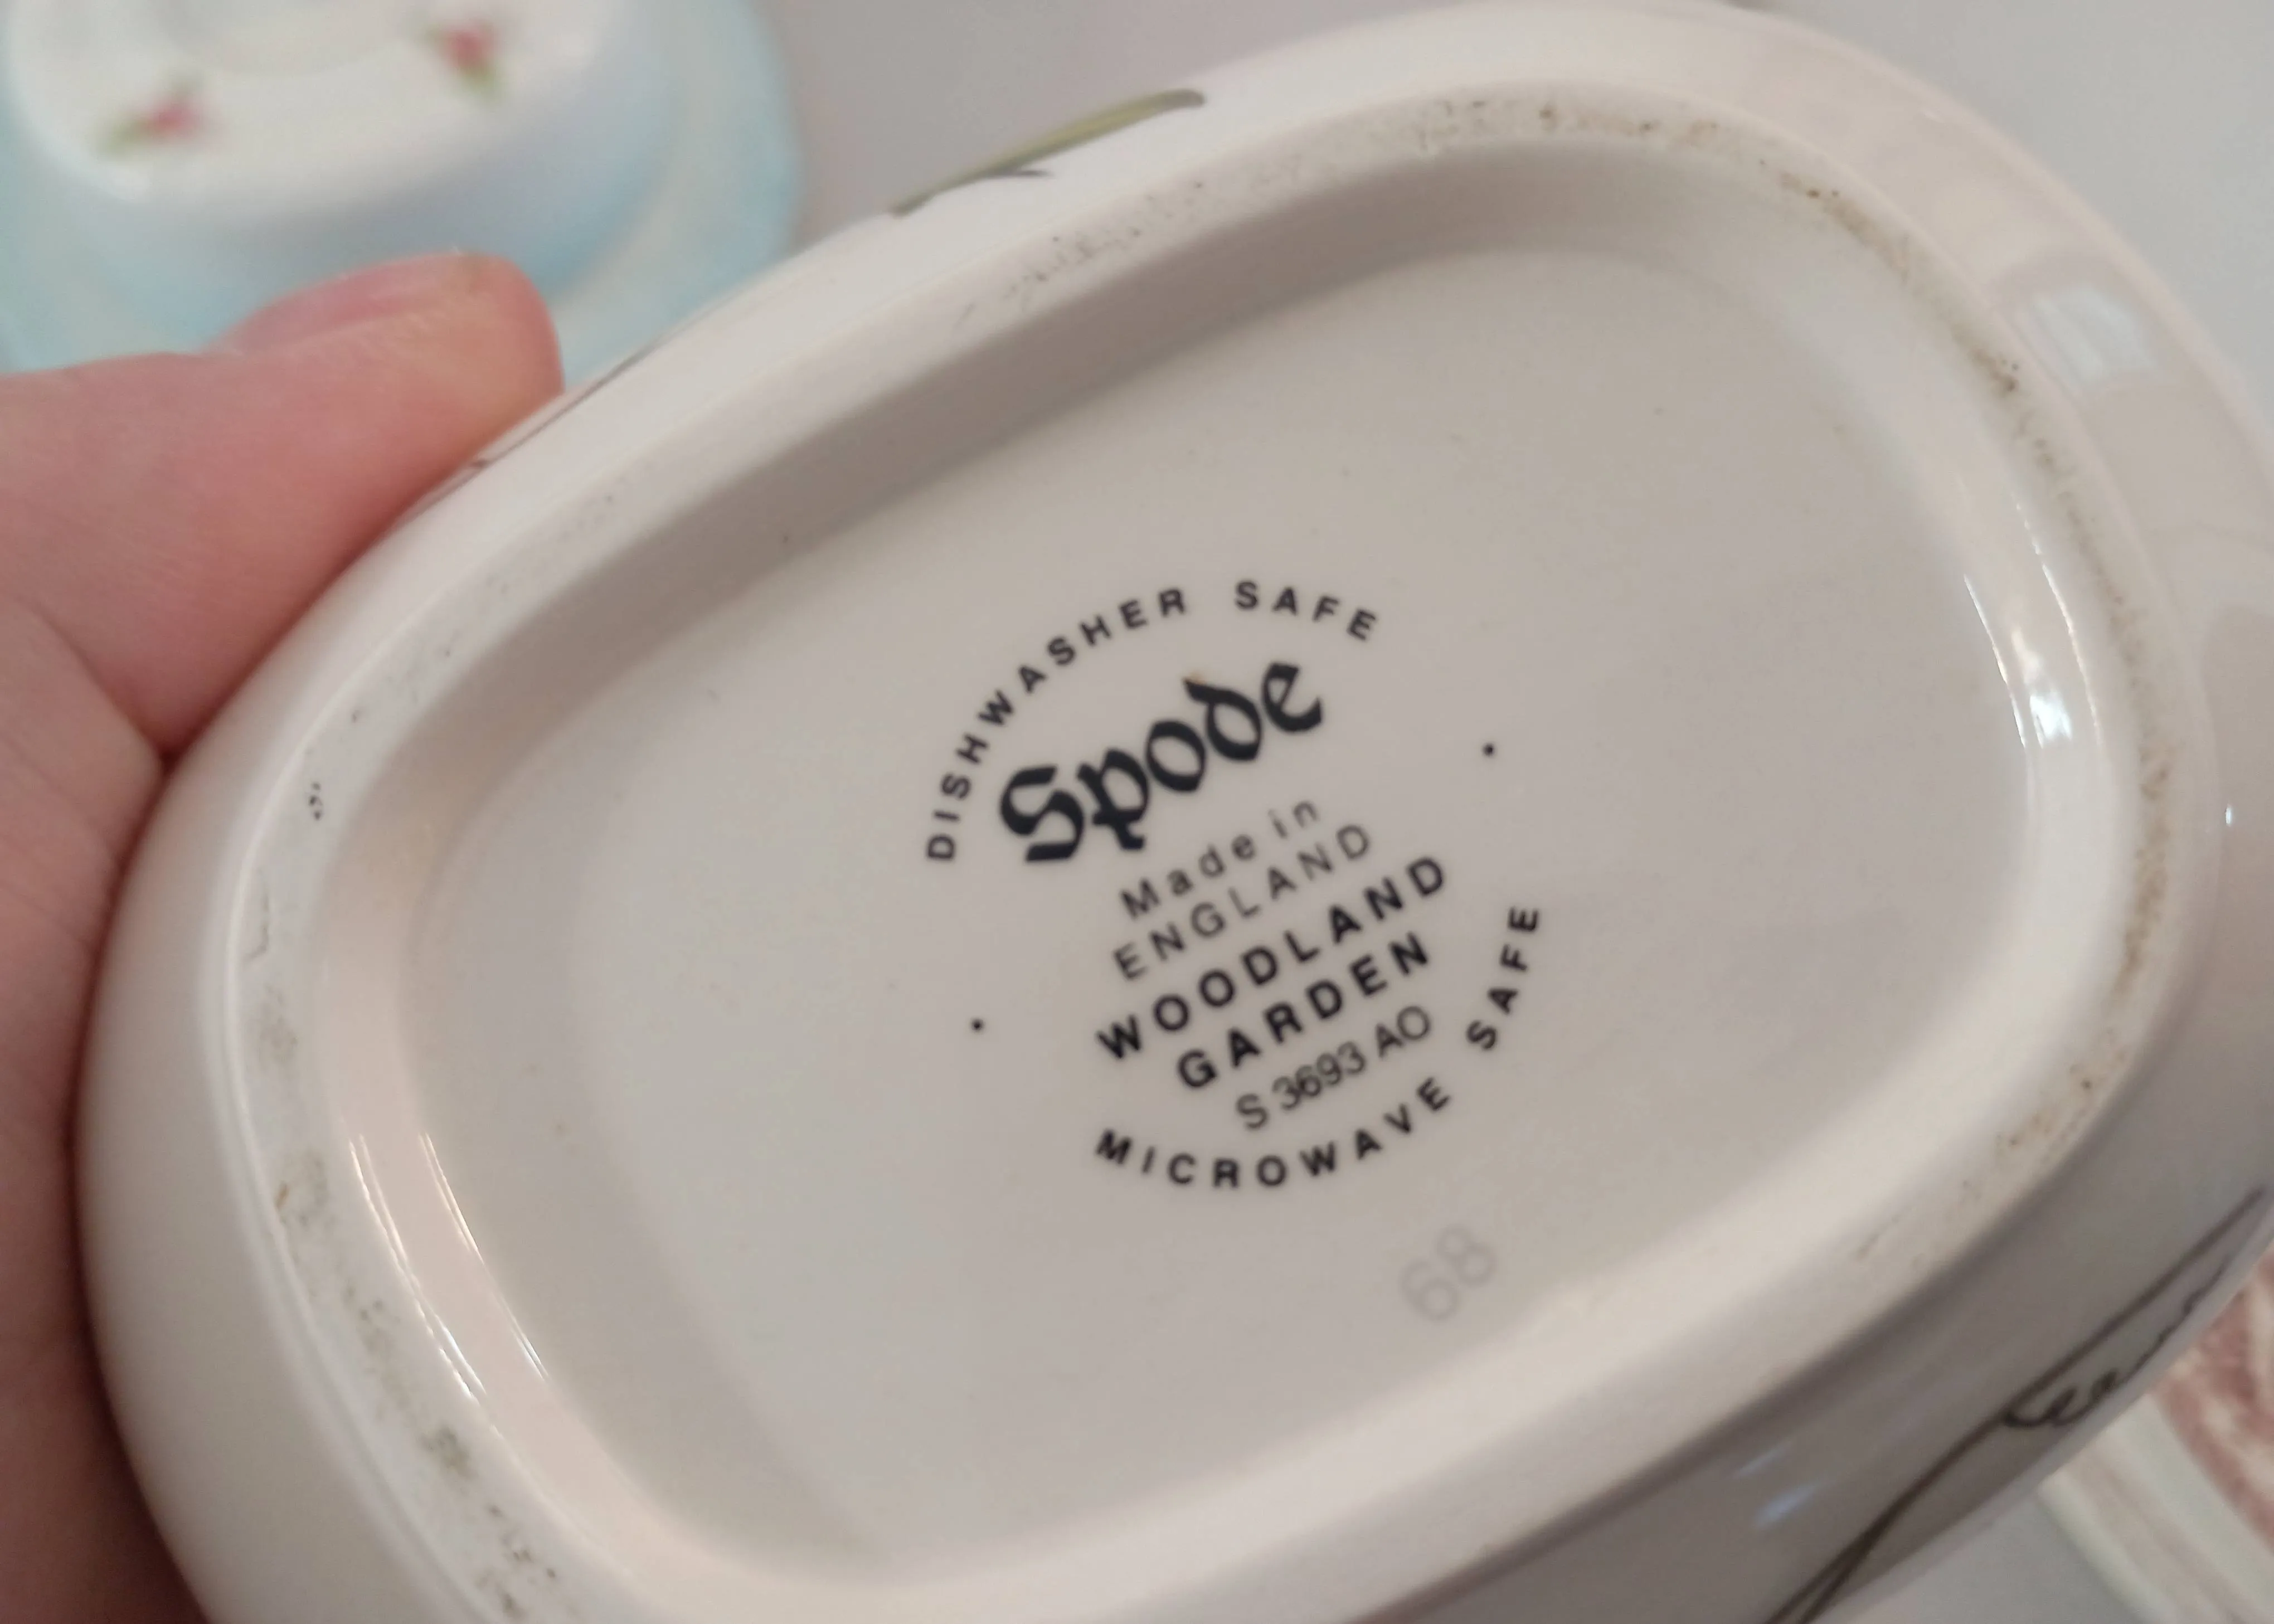 DISHWASHER SAFE
Spode
Made in
ENGLAND
WOODLAND
GARDEN
S 3693 AO
MICROWAVE SAFE
68